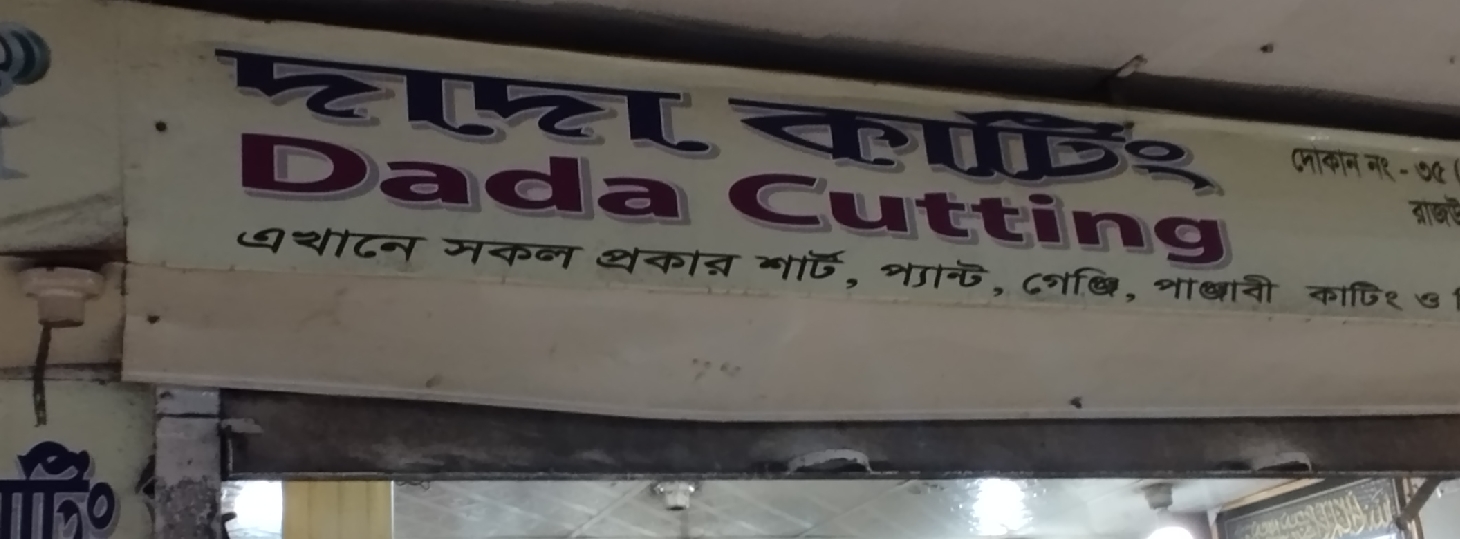 দাদা কাটিং
Dada Cutting
এখানে সকল প্রকার শার্ট, প্যান্ট, গেঞ্জি, পাঞ্জাবী কাটিং ও
দোকান নং - ৩৫